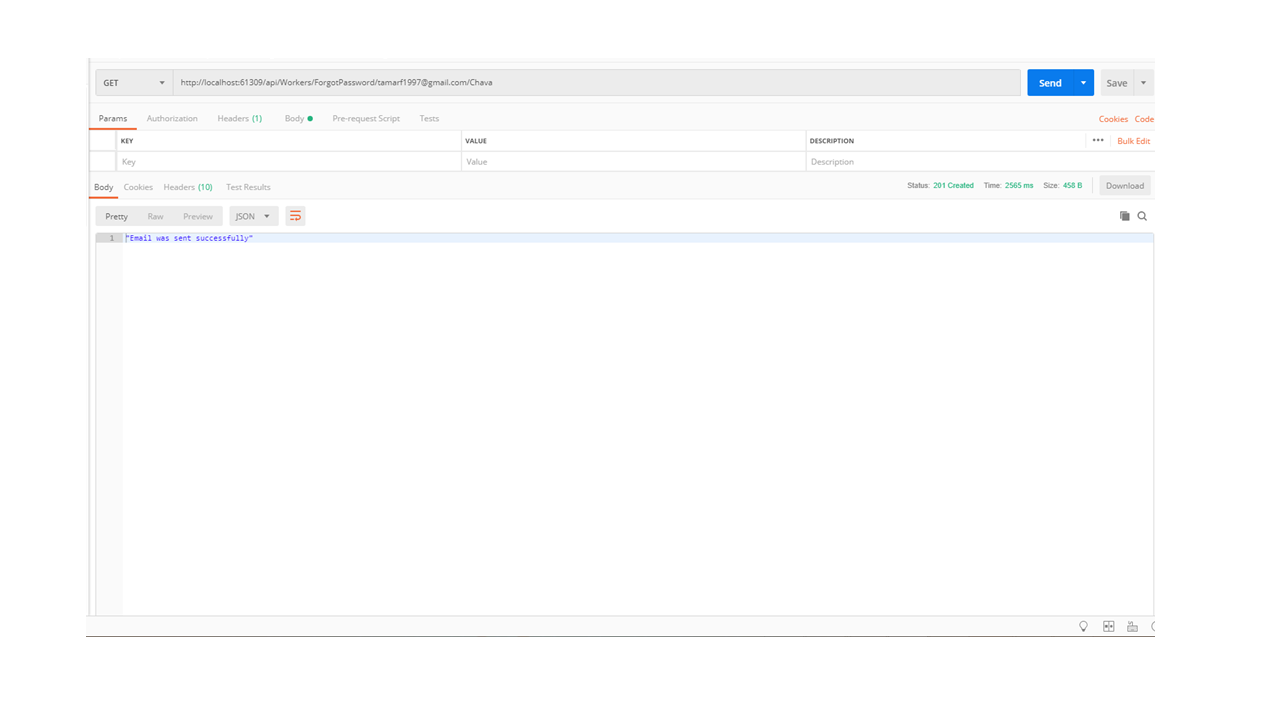 GET http://localhost:61309/api/Workers/ForgotPassword/tamarf1997@gmail.com/Chava Send Save
Params Authorization Headers (1) Body Pre-request Script Tests Cookies Code
KEY VALUE DESCRIPTION ••• Bulk Edit
Key Value Description
Body Cookies Headers (10) Test Results Status: 201 Created Time: 2565 ms Size: 458 B Download
Pretty Raw Preview JSON
1 "Email was sent successfully"